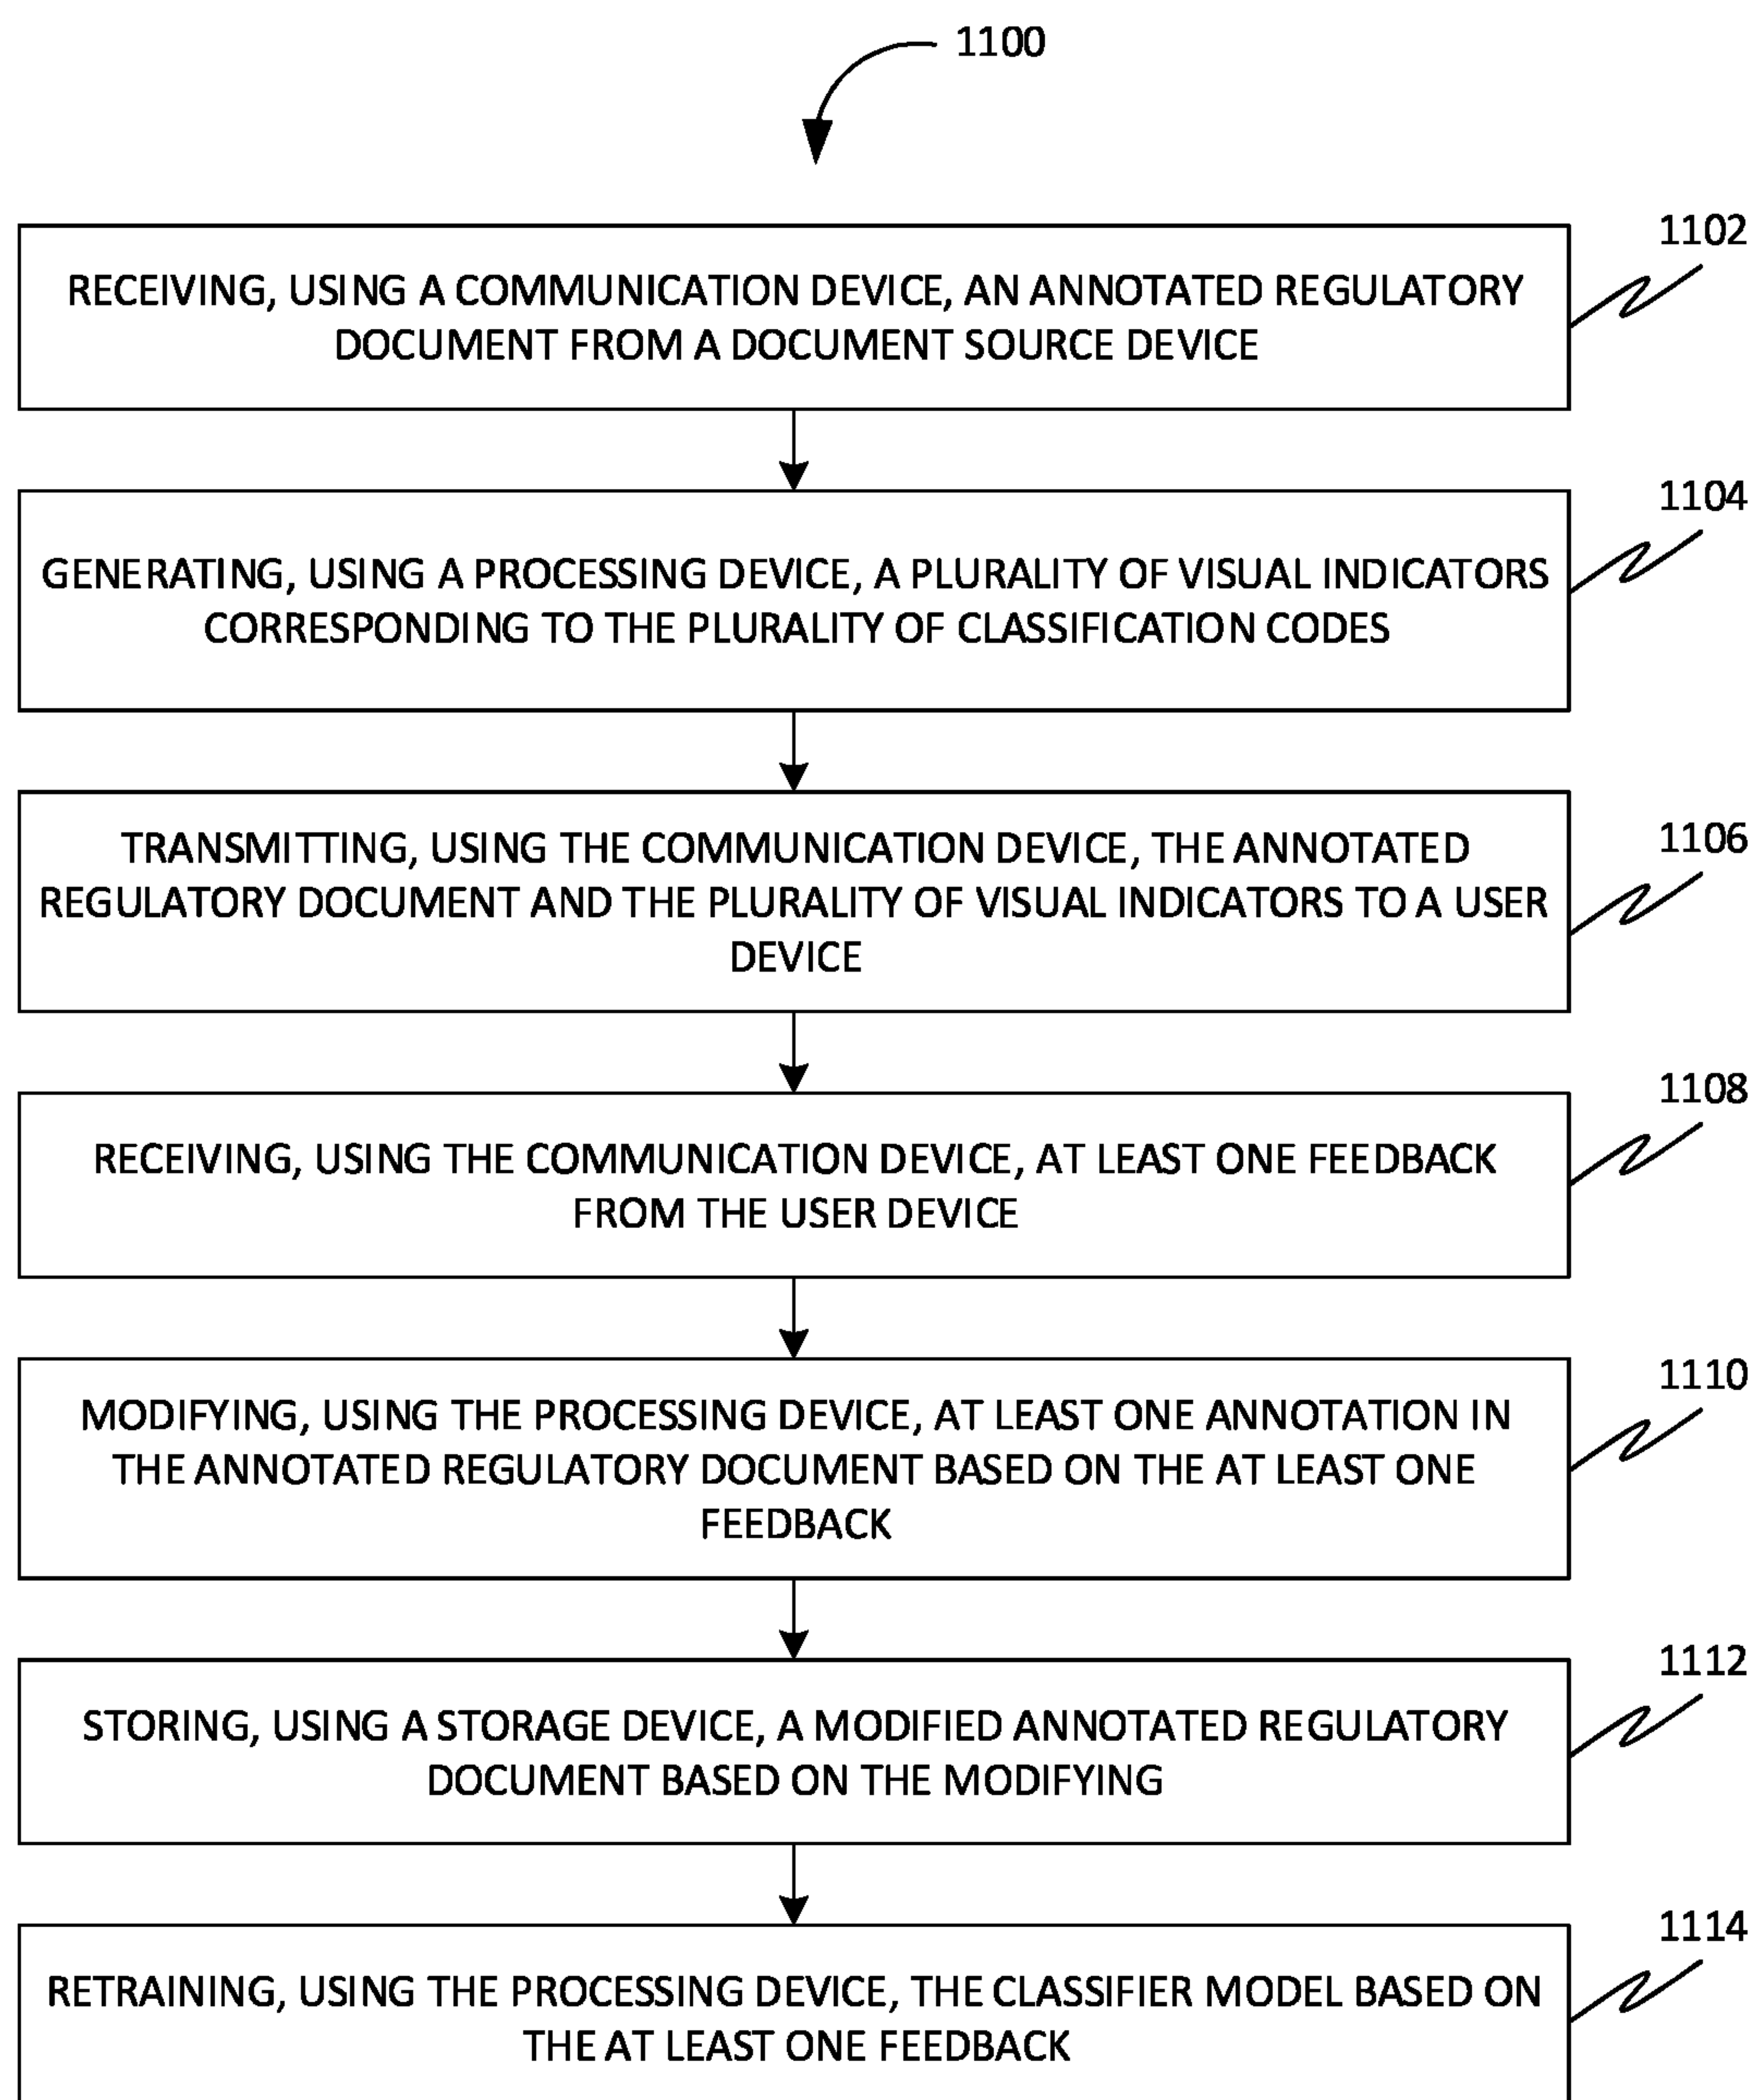 1100
1102
RECEIVING, USING A COMMUNICATION DEVICE, AN ANNOTATED REGULATORY
DOCUMENT FROM A DOCUMENT SOURCE DEVICE
1104
GENERATING, USING A PROCESSING DEVICE, A PLURALITY OF VISUAL INDICATORS
CORRESPONDING TO THE PLURALITY OF CLASSIFICATION CODES
1106
TRANSMITTING, USING THE COMMUNICATION DEVICE, THE ANNOTATED
REGULATORY DOCUMENT AND THE PLURALITY OF VISUAL INDICATORS TO A USER
DEVICE
1108
RECEIVING, USING THE COMMUNICATION DEVICE, AT LEAST ONE FEEDBACK
FROM THE USER DEVICE
1110
MODIFYING, USING THE PROCESSING DEVICE, AT LEAST ONE ANNOTATION IN
THE ANNOTATED REGULATORY DOCUMENT BASED ON THE AT LEAST ONE
FEEDBACK
1112
STORING, USING A STORAGE DEVICE, A MODIFIED ANNOTATED REGULATORY
DOCUMENT BASED ON THE MODIFYING
1114
RETRAINING, USING THE PROCESSING DEVICE, THE CLASSIFIER MODEL BASED ON
THE AT LEAST ONE FEEDBACK